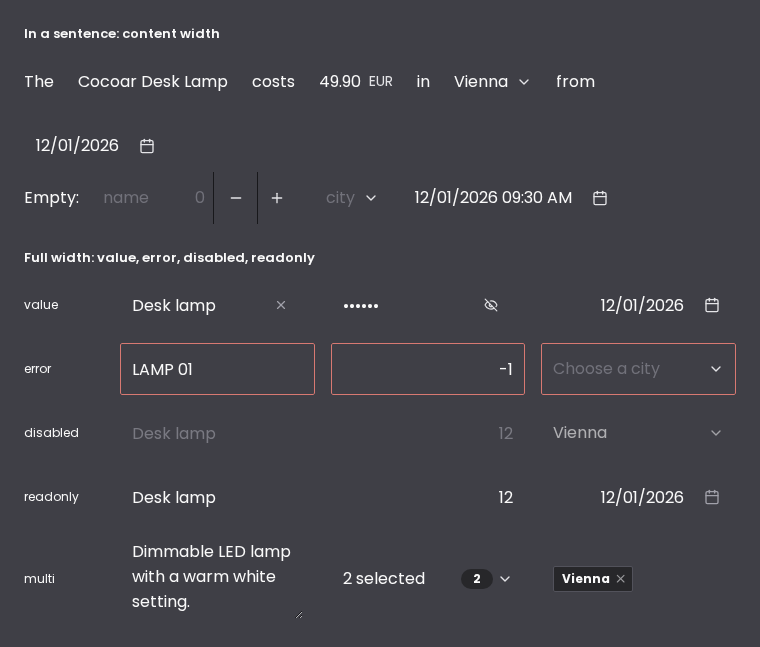 In a sentence: content width
The Cocoar Desk Lamp costs 49.90 EUR in Vienna from
12/01/2026
Empty: name 0 city 12/01/2026 09:30 AM
Full width: value, error, disabled, readonly
value Desk lamp •••••• 12/01/2026
error LAMP 01 -1 Choose a city
disabled Desk lamp 12 Vienna
readonly Desk lamp 12 12/01/2026
Dimmable LED lamp
with a warm white
setting.
multi 2 selected 2 Vienna